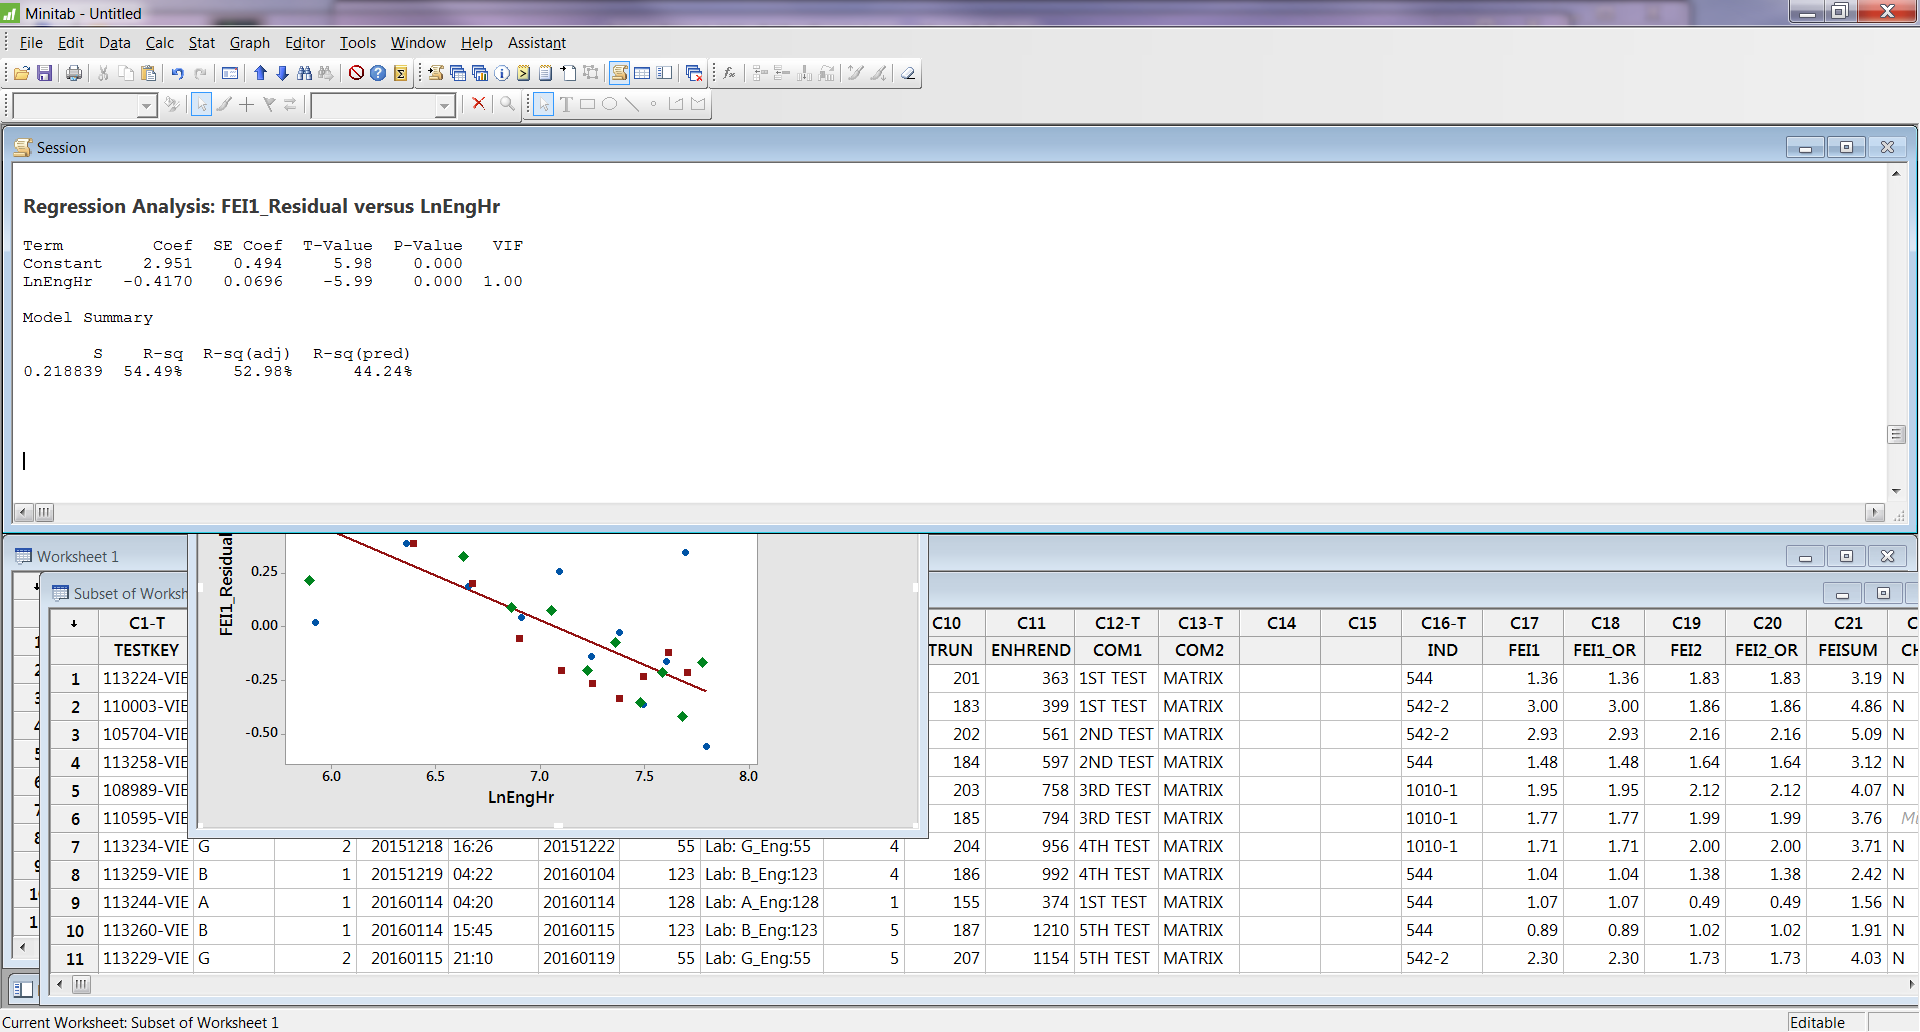 Minitab - Untitled
File Edit Data Calc Stat Graph Editor Tools Window Help Assistant
Session
Regression Analysis: FEI1_Residual versus LnEngHr
Term Coef SE Coef T-Value P-Value VIF
Constant 2.951 0.494 5.98 0.000
LnEngHr -0.4170 0.0696 -5.99 0.000 1.00
Model Summary
S R-sq R-sq(adj) R-sq(pred)
0.218839 54.49% 52.98% 44.24%
Worksheet 1
Subset of Worksh
FEI1_Residual
0.25
0.00
-0.25
-0.50
6.0 6.5 7.0 7.5 8.0
LnEngHr
C1-T C10 C11 C12-T C13-T C14 C15 C16-T C17 C18 C19 C20 C21 C
TESTKEY TRUN ENHREND COM1 COM2 IND FEI1 FEI1_OR FEI2 FEI2_OR FEISUM CH
1 113224-VIE 201 363 1ST TEST MATRIX 544 1.36 1.36 1.83 1.83 3.19 N
2 110003-VIE 183 399 1ST TEST MATRIX 542-2 3.00 3.00 1.86 1.86 4.86 N
3 105704-VIE 202 561 2ND TEST MATRIX 542-2 2.93 2.93 2.16 2.16 5.09 N
4 113258-VIE 184 597 2ND TEST MATRIX 544 1.48 1.48 1.64 1.64 3.12 N
5 108989-VIE 203 758 3RD TEST MATRIX 1010-1 1.95 1.95 2.12 2.12 4.07 N
6 110595-VIE 185 794 3RD TEST MATRIX 1010-1 1.77 1.77 1.99 1.99 3.76
7 113234-VIE G 2 20151218 16:26 20151222 55 Lab: G_Eng:55 4 204 956 4TH TEST MATRIX 1010-1 1.71 1.71 2.00 2.00 3.71 N
8 113259-VIE B 1 20151219 04:22 20160104 123 Lab: B_Eng:123 4 186 992 4TH TEST MATRIX 544 1.04 1.04 1.38 1.38 2.42 N
9 113244-VIE A 1 20160114 04:20 20160114 128 Lab: A_Eng:128 1 155 374 1ST TEST MATRIX 544 1.07 1.07 0.49 0.49 1.56 N
10 113260-VIE B 1 20160114 15:45 20160115 123 Lab: B_Eng:123 5 187 1210 5TH TEST MATRIX 544 0.89 0.89 1.02 1.02 1.91 N
11 113229-VIE G 2 20160115 21:10 20160119 55 Lab: G_Eng:55 5 207 1154 5TH TEST MATRIX 542-2 2.30 2.30 1.73 1.73 4.03 N
Current Worksheet: Subset of Worksheet 1
Editable